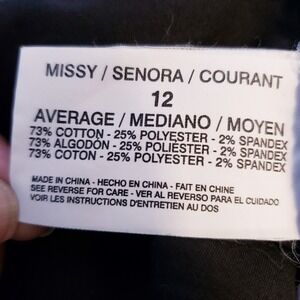 MISSY / SENORA / COURANT
12
AVERAGE / MEDIANO / MOYEN
73% COTTON - 25% POLYESTER - 2% SPANDEX
73% ALGODÓN - 25% POLIÉSTER - 2% SPANDEX
73% COTON - 25% POLYESTER - 2% SPANDEX
MADE IN CHINA - HECHO EN CHINA - FAIT EN CHINE
SEE REVERSE FOR CARE - VER AL REVERSO PARA EL CUIDADO
VOIR LES INSTRUCTIONS D'ENTRETIEN AU DOS